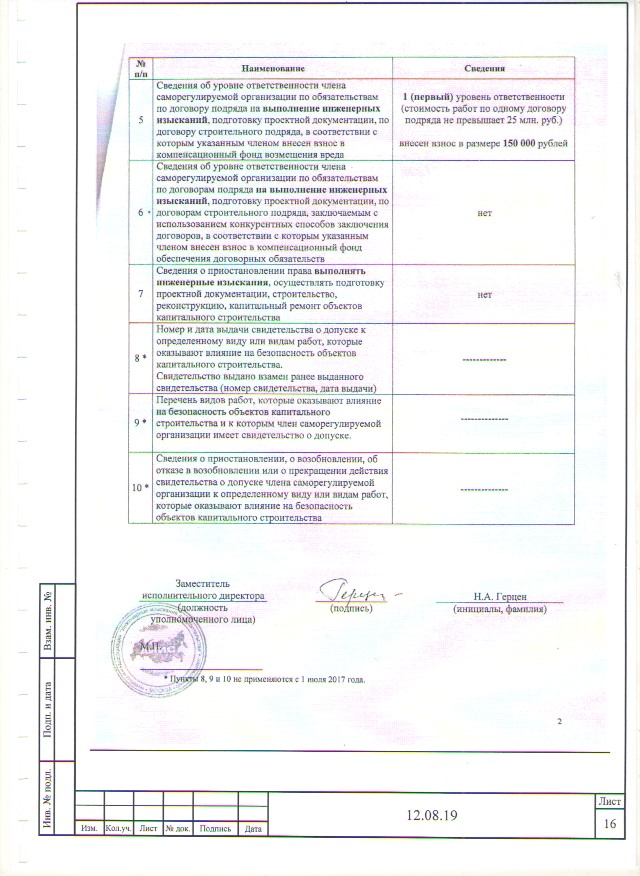 №
п/п
Наименование
Сведения
5
Сведения об уровне ответственности члена
саморегулируемой организации по обязательствам
по договору подряда на выполнение инженерных
изысканий, подготовку проектной документации, по
договору строительного подряда, в соответствии с
которым указанным членом внесен взнос в
компенсационный фонд возмещения вреда
1 (первый) уровень ответственности
(стоимость работ по одному договору
подряда не превышает 25 млн. руб.)
внесен взнос в размере 150 000 рублей
6
Сведения об уровне ответственности члена
саморегулируемой организации по обязательствам
по договорам подряда на выполнение инженерных
изысканий, подготовку проектной документации, по
договорам строительного подряда, заключаемым с
использованием конкурентных способов заключения
договоров, в соответствии с которым указанным
членом внесен взнос в компенсационный фонд
обеспечения договорных обязательств
нет
7
Сведения о приостановлении права выполнять
инженерные изыскания, осуществлять подготовку
проектной документации, строительство,
реконструкцию, капитальный ремонт объектов
капитального строительства
нет
8 *
Номер и дата выдачи свидетельства о допуске к
определенному виду или видам работ, которые
оказывают влияние на безопасность объектов
капитального строительства.
Свидетельство выдано взамен ранее выданного
свидетельства (номер свидетельства, дата выдачи)
-------------
9 *
Перечень видов работ, которые оказывают влияние
на безопасность объектов капитального
строительства и к которым член саморегулируемой
организации имеет свидетельство о допуске.
-------------
10 *
Сведения о приостановлении, о возобновлении, об
отказе в возобновлении или о прекращении действия
свидетельства о допуске члена саморегулируемой
организации к определенному виду или видам работ,
которые оказывают влияние на безопасность
объектов капитального строительства
-------------
Заместитель
исполнительного директора
(должность
уполномоченного лица)
Герцен
(подпись)
Н.А. Герцен
(инициалы, фамилия)
М.П.
* Пункты 8, 9 и 10 не применяются с 1 июля 2017 года.
2
Взам. инв. №
Подп. и дата
Инв. № подл.
Изм. Кол.уч. Лист № док. Подпись Дата
12.08.19
Лист
16